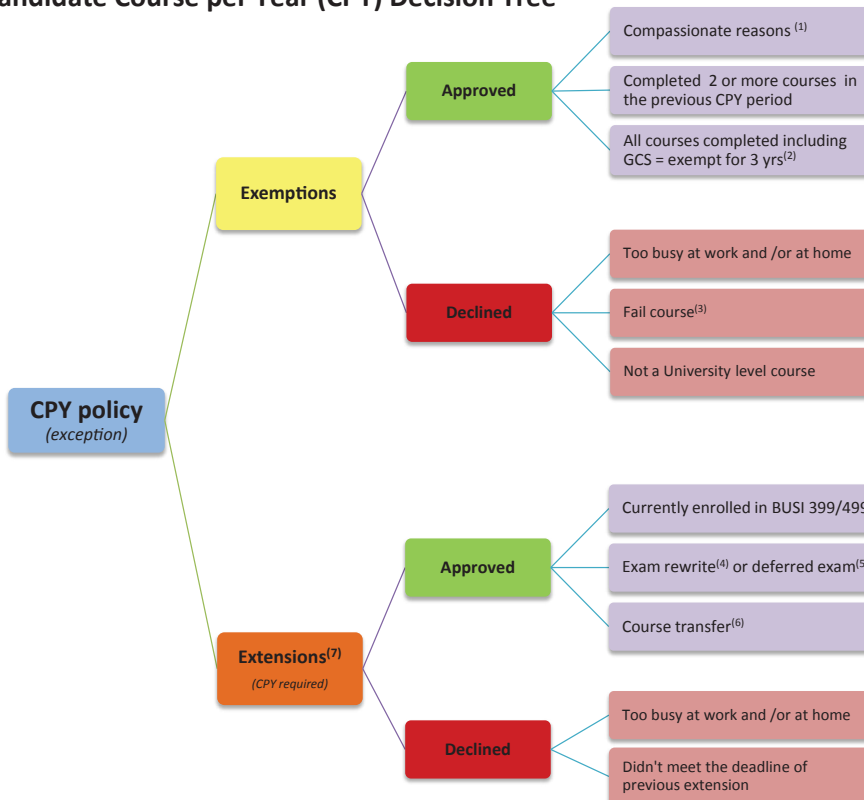 Candidate Course per Year (CPY) Decision Tree
Compassionate reasons (1)
Approved
Completed 2 or more courses in
the previous CPY period
All courses completed including
GCS = exempt for 3 yrs(2)
Exemptions
Too busy at work and /or at home
Declined
Fail course(3)
Not a University level course
CPY policy
(exception)
Currently enrolled in BUSI 399/499
Approved
Exam rewrite(4) or deferred exam(5
Course transfer(6)
Extensions(7)
(CPY required)
Too busy at work and /or at home
Declined
Didn't meet the deadline of
previous extension